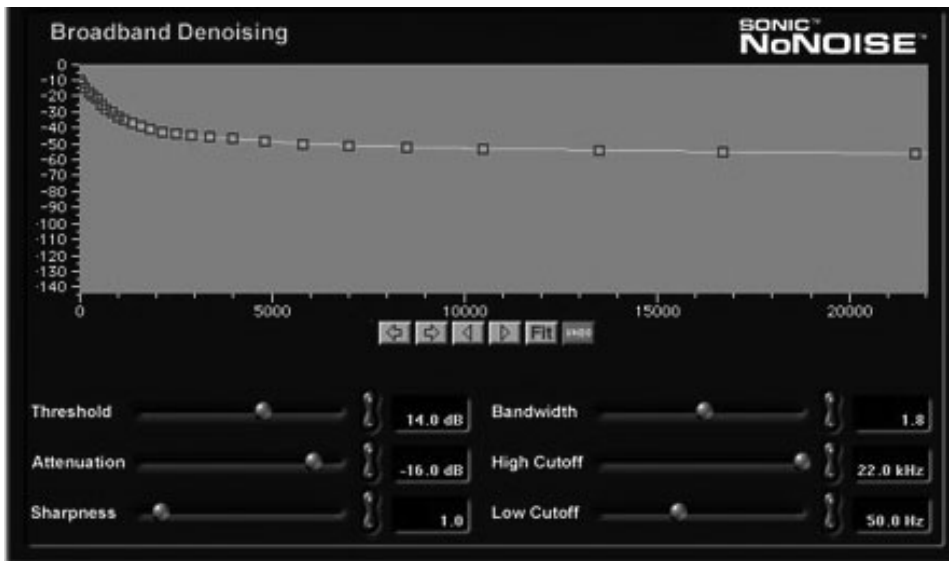 Broadband Denoising
SONIC™
NoNOISE™
0
-10
-20
-30
-40
-50
-60
-70
-80
-90
-100
-110
-120
-130
-140
0 5000 10000 15000 20000
Fit UNDO
Threshold 14.0 dB Bandwidth 1.8
Attenuation -16.0 dB High Cutoff 22.0 kHz
Sharpness 1.0 Low Cutoff 50.0 Hz